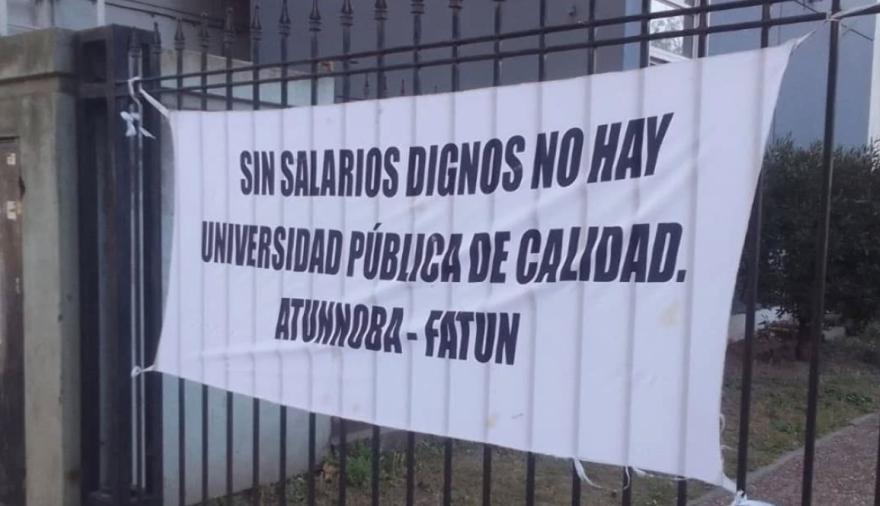 SIN SALARIOS DIGNOS NO HAY
UNIVERSIDAD PÚBLICA DE CALIDAD.
ATUNNOBA - FATUN